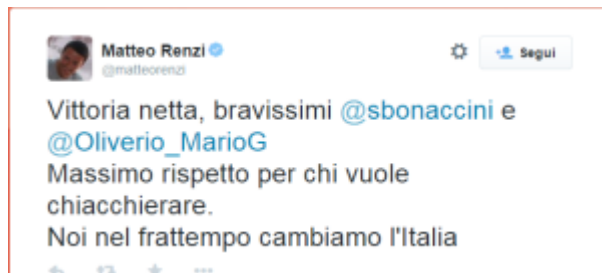 Matteo Renzi
@matteorenzi
Segui
Vittoria netta, bravissimi @sbonaccini e
@Oliverio_MarioG
Massimo rispetto per chi vuole
chiacchierare.
Noi nel frattempo cambiamo l'Italia